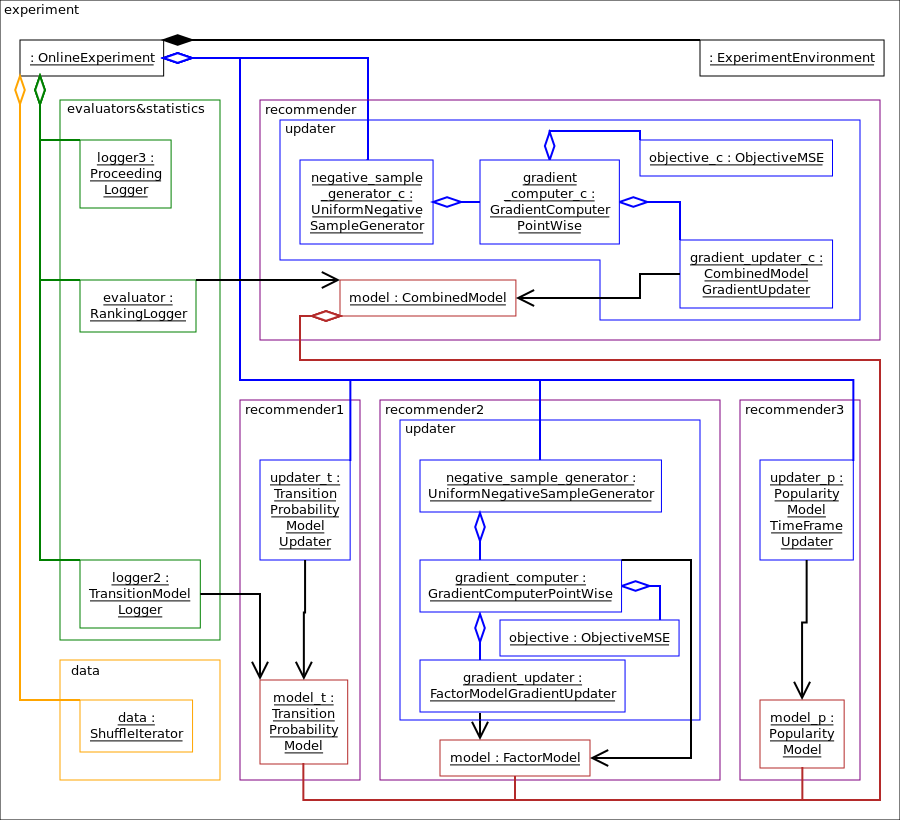 experiment
: OnlineExperiment
: ExperimentEnvironment
evaluators&statistics
logger3 :
Proceeding
Logger
evaluator :
RankingLogger
logger2 :
TransitionModel
Logger
data
data :
ShuffleIterator
recommender
updater
negative_sample
_generator_c :
UniformNegative
SampleGenerator
gradient
_computer_c :
GradientComputer
PointWise
objective_c : ObjectiveMSE
gradient_updater_c :
CombinedModel
GradientUpdater
model : CombinedModel
recommender1
updater_t :
Transition
Probability
Model
Updater
model_t :
Transition
Probability
Model
recommender2
updater
negative_sample_generator :
UniformNegativeSampleGenerator
gradient_computer :
GradientComputerPointWise
objective : ObjectiveMSE
gradient_updater :
FactorModelGradientUpdater
model : FactorModel
recommender3
updater_p :
Popularity
Model
TimeFrame
Updater
model_p :
Popularity
Model